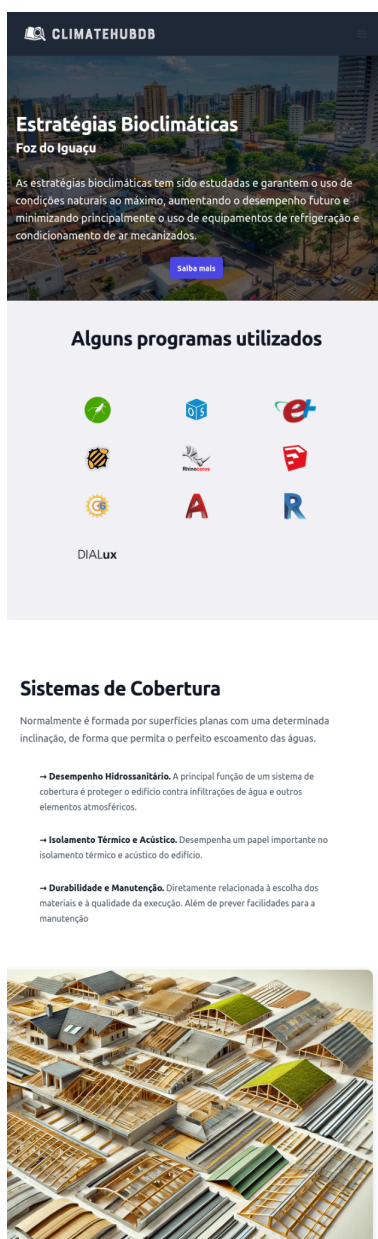 CLIMATEHUBDB
Estratégias Bioclimáticas
Foz do Iguaçu
As estratégias bioclimáticas tem sido estudadas e garantem o uso de
condições naturais ao máximo, aumentando o desempenho futuro e
minimizando principalmente o uso de equipamentos de refrigeração e
condicionamento de ar mecanizados.
Saiba mais
Alguns programas utilizados
OS
e+
Rhinoceros
C6
A
R
DIALux
Sistemas de Cobertura
Normalmente é formada por superfícies planas com uma determinada
inclinação, de forma que permita o perfeito escoamento das águas.
→ Desempenho Hidrossanitário. A principal função de um sistema de
cobertura é proteger o edifício contra infiltrações de água e outros
elementos atmosféricos.
→ Isolamento Térmico e Acústico. Desempenha um papel importante no
isolamento térmico e acústico do edifício.
→ Durabilidade e Manutenção. Diretamente relacionada à escolha dos
materiais e à qualidade da execução. Além de prever facilidades para a
manutenção